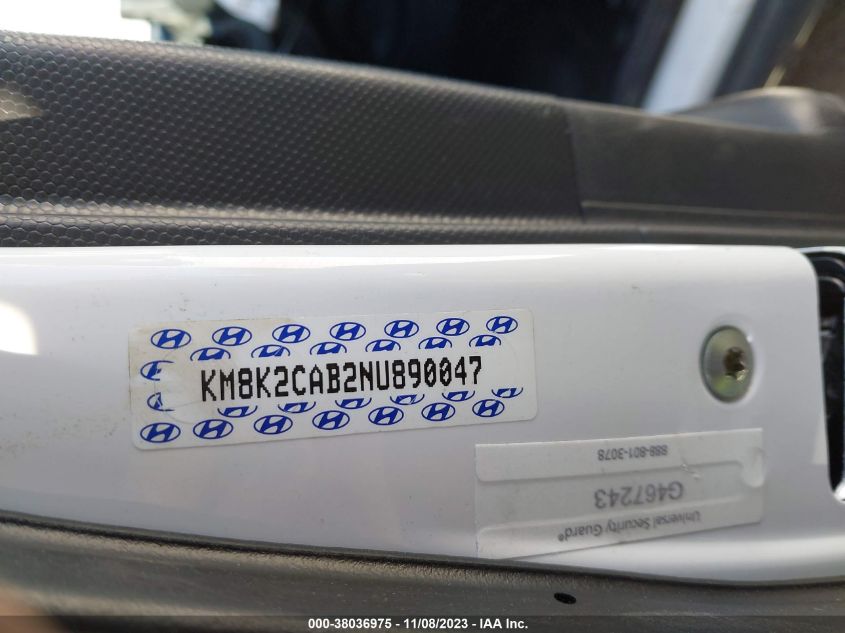 KM8K2CAB2NU890047
Universal Security Guard®
G467243
888-801-3078
000-38036975 - 11/08/2023 - IAA Inc.